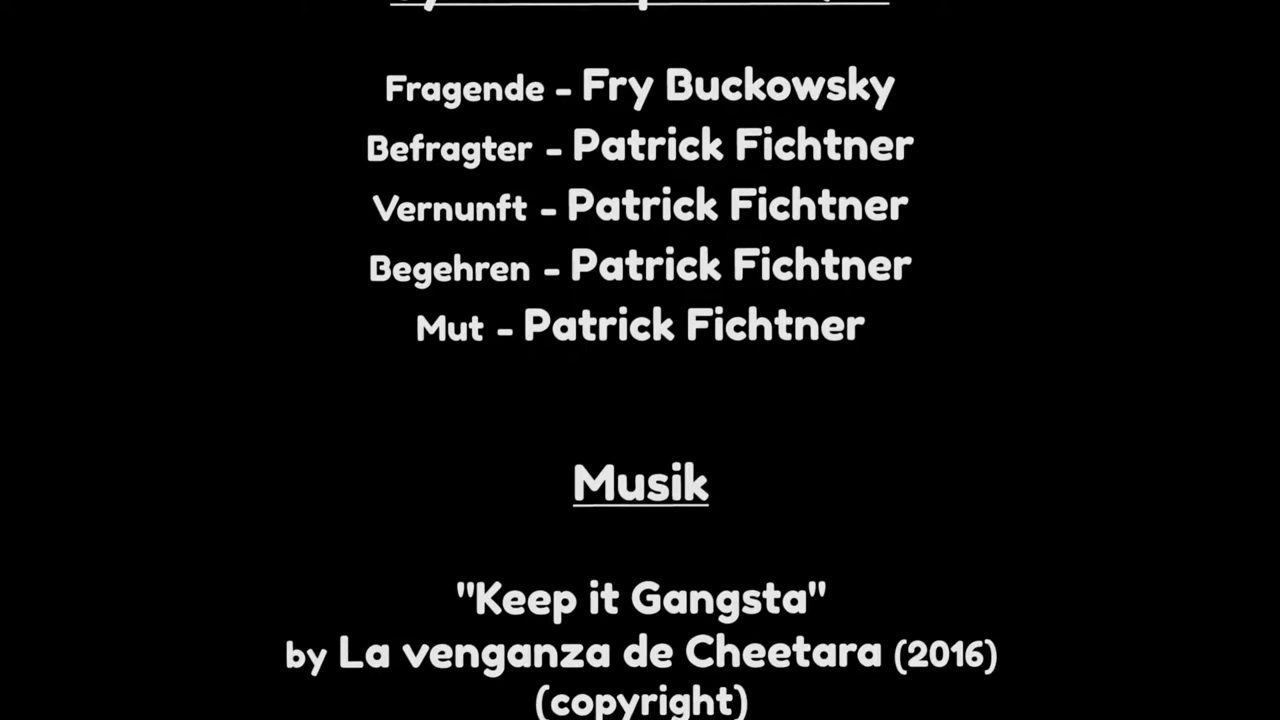 Fragende - Fry Buckowsky
Befragter - Patrick Fichtner
Vernunft - Patrick Fichtner
Begehren - Patrick Fichtner
Mut - Patrick Fichtner
Musik
"Keep it Gangsta"
by La venganza de Cheetara (2016)
(copyright)